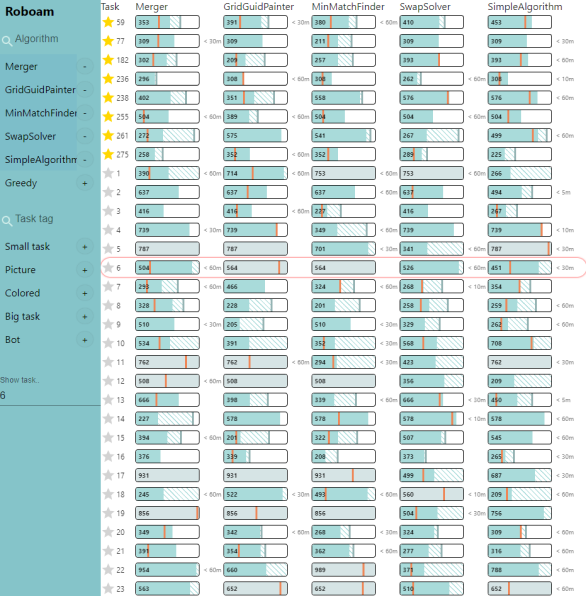 Roboam
Algorithm
Merger -
GridGuidPainter -
MinMatchFinder -
SwapSolver -
SimpleAlgorithm -
Greedy +
Task tag
Small task +
Picture +
Colored +
Big task +
Bot +
Show task..
6
Task Merger GridGuidPainter MinMatchFinder SwapSolver SimpleAlgorithm
59 353 391 < 30m 380 < 60m 410 453
77 309 < 30m 309 211 309 309
182 302 < 60m 209 257 393 393 < 60m
236 296 308 < 60m 308 262 < 60m 308 < 10m
238 402 351 < 30m 558 576 576 < 60m
255 504 < 60m 389 < 60m 504 504 504 < 60m
261 272 575 541 267 499 < 60m
275 258 352 352 289 225
1 390 < 60m 714 < 60m 753 < 60m 753 < 60m 266
2 637 637 637 < 60m 637 494 < 5m
3 416 416 < 60m 227 416 267
4 739 < 30m 739 349 < 60m 739 739 < 10m
5 787 787 701 < 30m 341 < 60m 787 < 30m
6 504 < 60m 564 564 526 < 60m 451 < 30m
7 293 < 60m 466 324 < 60m 268 < 10m 354
8 328 < 60m 228 201 258 < 30m 259 < 60m
9 510 < 30m 205 510 < 30m 329 262 < 60m
10 534 < 60m 391 352 < 30m 568 708
11 762 762 < 60m 294 < 30m 423 762 < 30m
12 508 < 60m 508 508 356 209
13 666 398 339 < 60m 666 < 30m 450 < 5m
14 227 578 578 578 < 10m 578 < 60m
15 394 < 60m 201 322 507 545 < 60m
16 376 339 < 60m 208 373 265 < 30m
17 931 931 931 499 687 < 30m
18 245 < 60m 522 < 30m 493 < 60m 560 < 10m 209 < 60m
19 856 856 856 504 < 30m 756
20 349 342 < 60m 268 < 30m 324 309 < 60m
21 391 354 362 < 60m 277 316 < 60m
22 954 < 60m 660 989 371 788 < 60m
23 563 652 652 510 652 < 60m